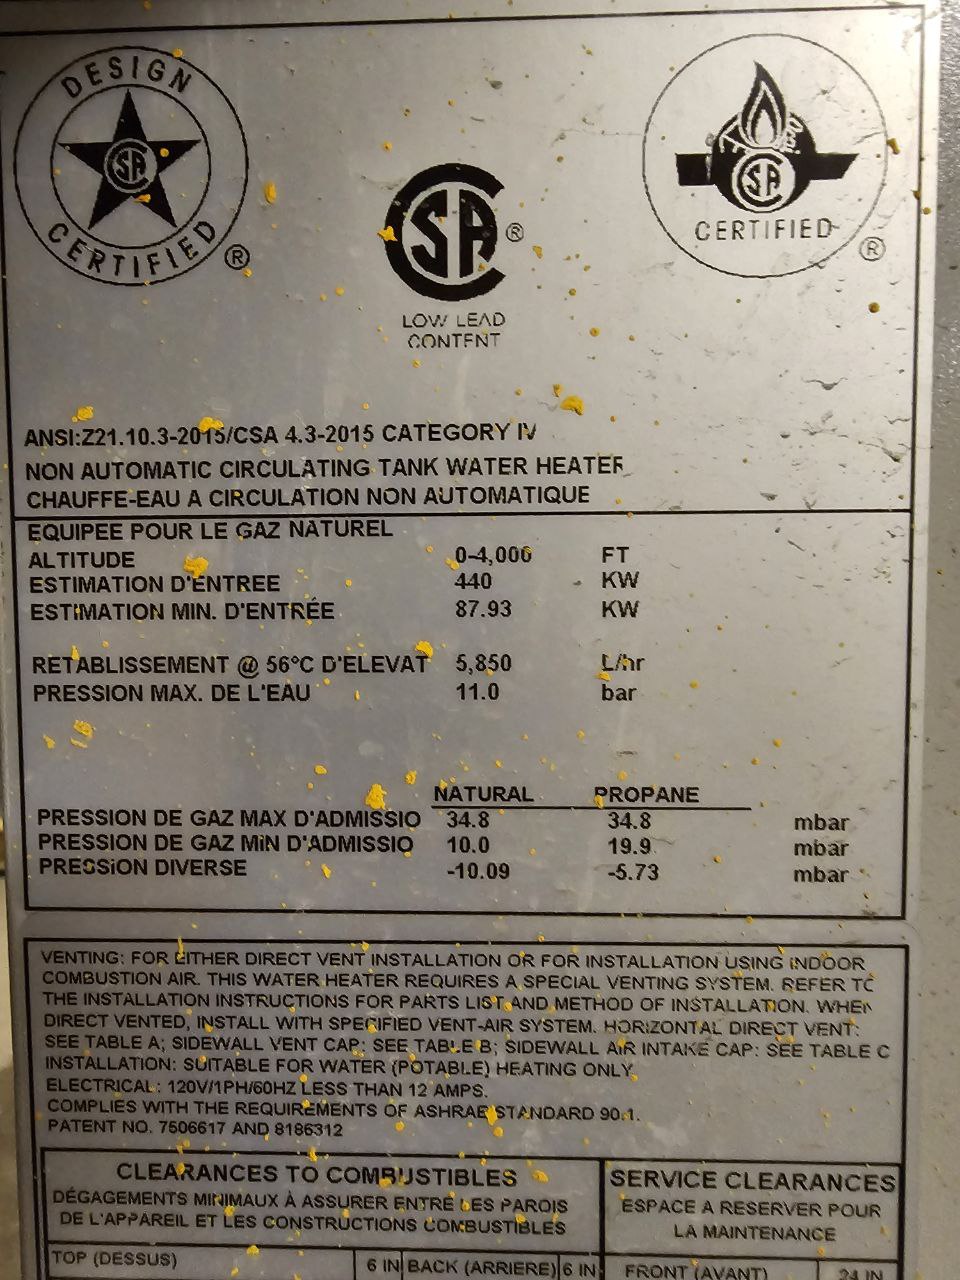 DESIGN
CERTIFIED
®
SA
®
LOW LEAD
CONTENT
SA
CERTIFIED
®
ANSI:Z21.10.3-2015/CSA 4.3-2015 CATEGORY IV
NON AUTOMATIC CIRCULATING TANK WATER HEATER
CHAUFFE-EAU A CIRCULATION NON AUTOMATIQUE
EQUIPEE POUR LE GAZ NATUREL
ALTITUDE 0-4,000 FT
ESTIMATION D'ENTREE 440 KW
ESTIMATION MIN. D'ENTRÉE 87.93 KW
RETABLISSEMENT @ 56°C D'ELEVAT 5,850 L/hr
PRESSION MAX. DE L'EAU 11.0 bar
NATURAL PROPANE
PRESSION DE GAZ MAX D'ADMISSIO 34.8 34.8 mbar
PRESSION DE GAZ MIN D'ADMISSIO 10.0 19.9 mbar
PRESSION DIVERSE -10.09 -5.73 mbar
VENTING: FOR EITHER DIRECT VENT INSTALLATION OR FOR INSTALLATION USING INDOOR
COMBUSTION AIR. THIS WATER HEATER REQUIRES A SPECIAL VENTING SYSTEM. REFER TO
THE INSTALLATION INSTRUCTIONS FOR PARTS LIST AND METHOD OF INSTALLATION. WHEN
DIRECT VENTED, INSTALL WITH SPECIFIED VENT-AIR SYSTEM. HORIZONTAL DIRECT VENT:
SEE TABLE A; SIDEWALL VENT CAP: SEE TABLE B; SIDEWALL AIR INTAKE CAP: SEE TABLE C
INSTALLATION: SUITABLE FOR WATER (POTABLE) HEATING ONLY.
ELECTRICAL: 120V/1PH/60HZ LESS THAN 12 AMPS.
COMPLIES WITH THE REQUIREMENTS OF ASHRAE STANDARD 90.1.
PATENT NO. 7506617 AND 8186312
CLEARANCES TO COMBUSTIBLES
DÉGAGEMENTS MINIMAUX À ASSURER ENTRE LES PAROIS
DE L'APPAREIL ET LES CONSTRUCTIONS COMBUSTIBLES
SERVICE CLEARANCES
ESPACE A RESERVER POUR
LA MAINTENANCE
TOP (DESSUS) 6 IN BACK (ARRIERE) 6 IN FRONT (AVANT) 24 IN